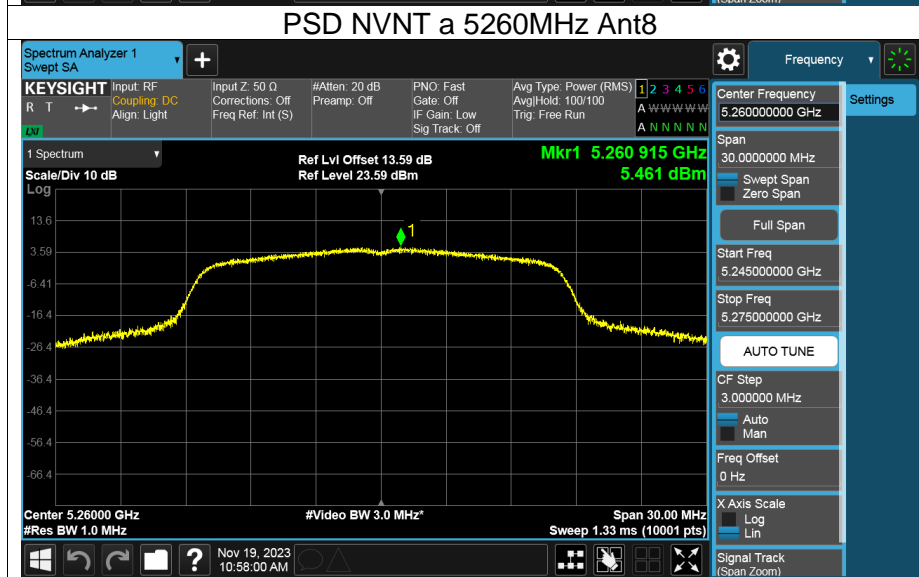 (Span Zoom)
PSD NVNT a 5260MHz Ant8
Spectrum Analyzer 1
Swept SA
+
Frequency
KEYSIGHT
R T
LXI
Input: RF
Coupling: DC
Align: Light
Input Z: 50 Ω
Corrections: Off
Freq Ref: Int (S)
#Atten: 20 dB
Preamp: Off
PNO: Fast
Gate: Off
IF Gain: Low
Sig Track: Off
Avg Type: Power (RMS)
Avg|Hold: 100/100
Trig: Free Run
1 2 3 4 5 6
A W W W W W
A N N N N N
1 Spectrum
Scale/Div 10 dB
Ref Lvl Offset 13.59 dB
Ref Level 23.59 dBm
Mkr1 5.260 915 GHz
5.461 dBm
Log
13.6
1
3.59
-6.41
-16.4
-26.4
-36.4
-46.4
-56.4
-66.4
Center 5.26000 GHz
#Res BW 1.0 MHz
#Video BW 3.0 MHz*
Span 30.00 MHz
Sweep 1.33 ms (10001 pts)
?
Nov 19, 2023
10:58:00 AM
Center Frequency
5.260000000 GHz
Settings
Span
30.0000000 MHz
Swept Span
Zero Span
Full Span
Start Freq
5.245000000 GHz
Stop Freq
5.275000000 GHz
AUTO TUNE
CF Step
3.000000 MHz
Auto
Man
Freq Offset
0 Hz
X Axis Scale
Log
Lin
Signal Track
(Span Zoom)